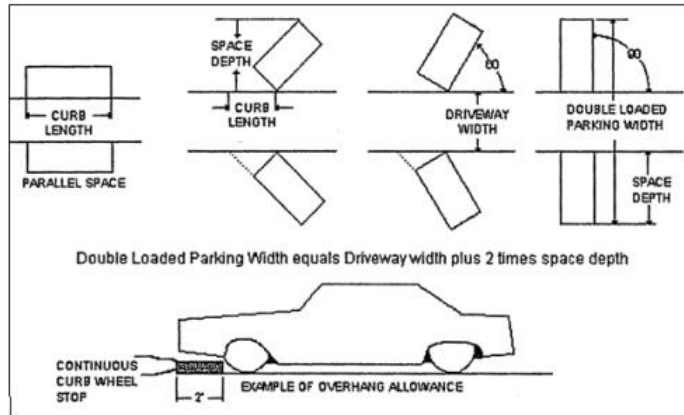 SPACE
DEPTH
60
90
CURB
LENGTH
CURB
LENGTH
DRIVEWAY
WIDTH
DOUBLE LOADED
PARKING WIDTH
PARALLEL SPACE
SPACE
DEPTH
Double Loaded Parking Width equals Driveway width plus 2 times space depth
CONTINUOUS
CURB WHEEL
STOP
2'
EXAMPLE OF OVERHANG ALLOWANCE